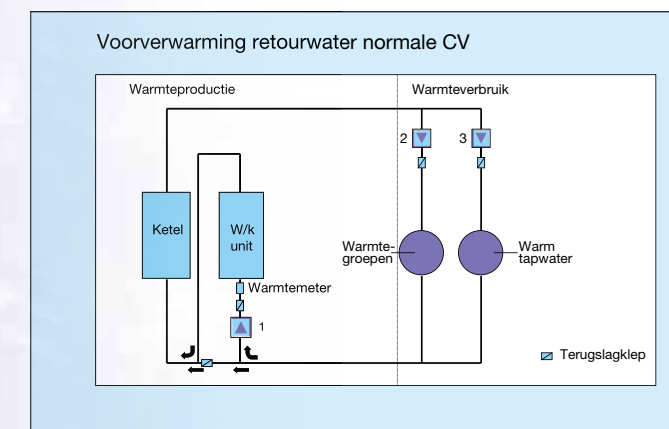 Voorverwarming retourwater normale CV
Warmteproductie
Warmteverbruik
2
3
Ketel
W/k
unit
Warmte-
groepen
Warm
tapwater
Warmtemeter
1
Terugslagklep